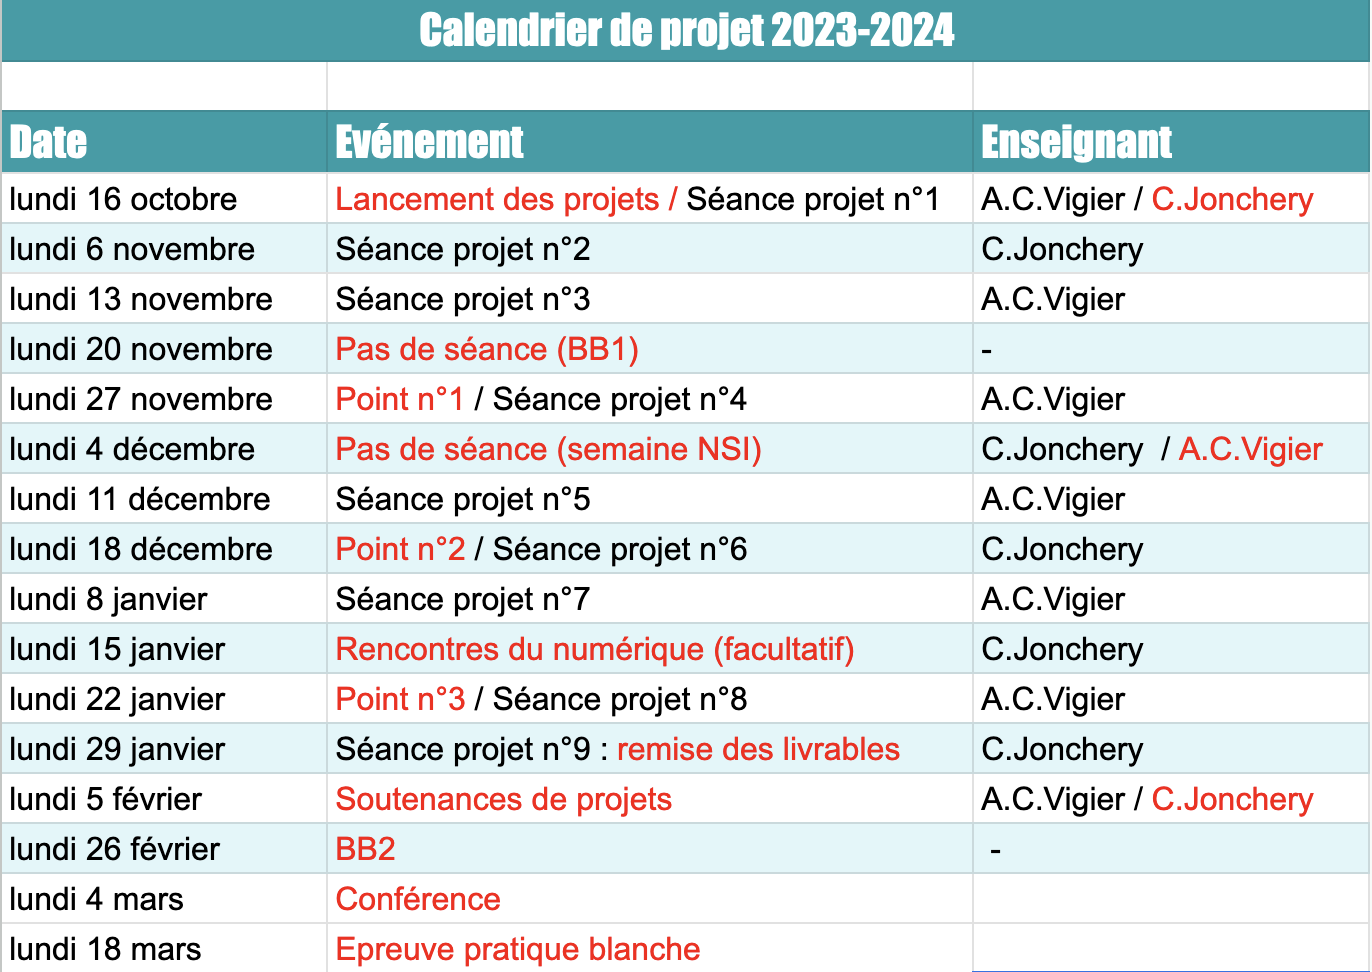 Calendrier de projet 2023-2024
Date Evénement Enseignant
lundi 16 octobre Lancement des projets / Séance projet n°1 A.C.Vigier / C.Jonchery
lundi 6 novembre Séance projet n°2 C.Jonchery
lundi 13 novembre Séance projet n°3 A.C.Vigier
lundi 20 novembre Pas de séance (BB1) -
lundi 27 novembre Point n°1 / Séance projet n°4 A.C.Vigier
lundi 4 décembre Pas de séance (semaine NSI) C.Jonchery / A.C.Vigier
lundi 11 décembre Séance projet n°5 A.C.Vigier
lundi 18 décembre Point n°2 / Séance projet n°6 C.Jonchery
lundi 8 janvier Séance projet n°7 A.C.Vigier
lundi 15 janvier Rencontres du numérique (facultatif) C.Jonchery
lundi 22 janvier Point n°3 / Séance projet n°8 A.C.Vigier
lundi 29 janvier Séance projet n°9 : remise des livrables C.Jonchery
lundi 5 février Soutenances de projets A.C.Vigier / C.Jonchery
lundi 26 février BB2 -
lundi 4 mars Conférence
lundi 18 mars Epreuve pratique blanche